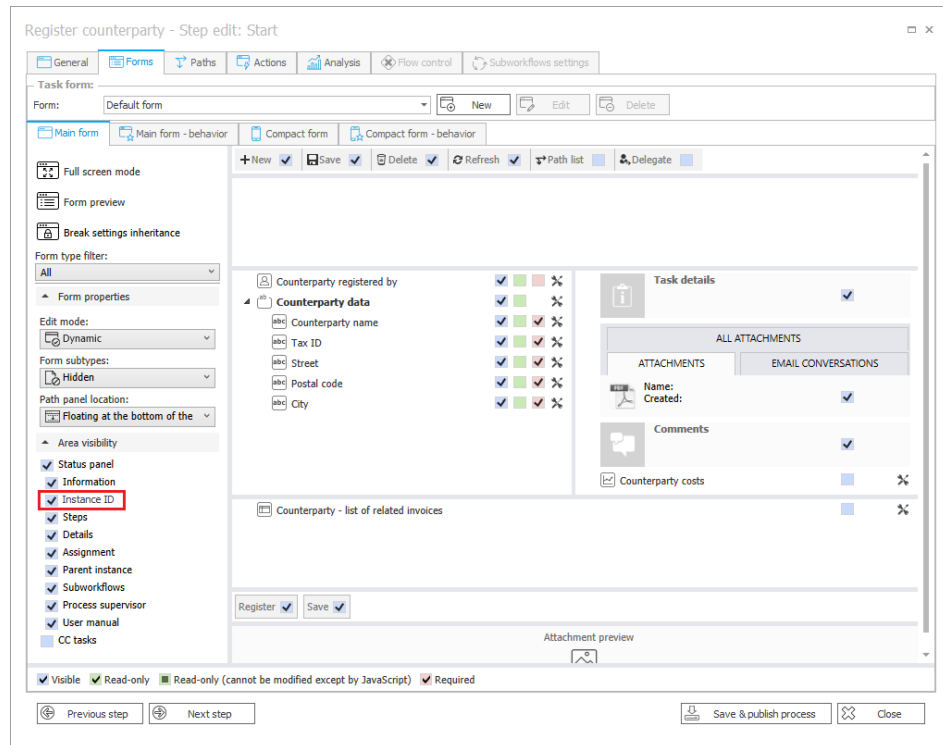 Register counterparty - Step edit: Start
General Forms Paths Actions Analysis Flow control Subworkflows settings
Task form:
Form: Default form New Edit Delete
Main form Main form - behavior Compact form Compact form - behavior
New Save Delete Refresh Path list Delegate
Full screen mode
Form preview
Break settings inheritance
Form type filter:
All
Form properties
Edit mode:
Dynamic
Form subtypes:
Hidden
Path panel location:
Floating at the bottom of the
Area visibility
Status panel
Information
Instance ID
Steps
Details
Assignment
Parent instance
Subworkflows
Process supervisor
User manual
CC tasks
Counterparty registered by
Counterparty data
abc Counterparty name
abc Tax ID
abc Street
abc Postal code
abc City
Task details
ALL ATTACHMENTS
ATTACHMENTS EMAIL CONVERSATIONS
Name:
Created:
Comments
Counterparty costs
Counterparty - list of related invoices
Register Save
Attachment preview
Visible Read-only Read-only (cannot be modified except by JavaScript) Required
Previous step Next step Save & publish process Close